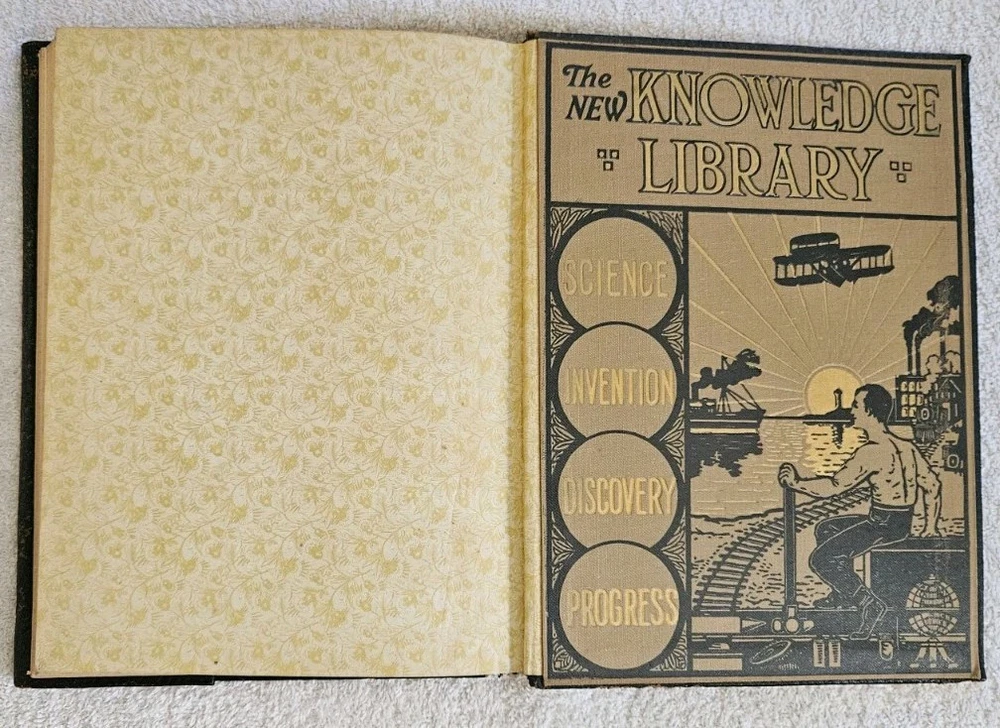 The
NEW KNOWLEDGE
LIBRARY
SCIENCE
INVENTION
DISCOVERY
PROGRESS